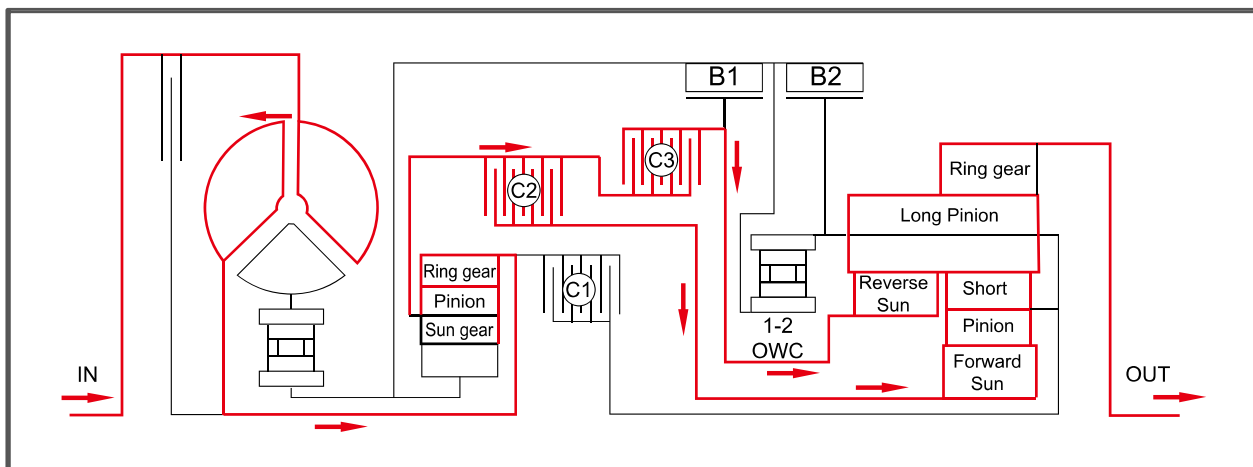 B1
B2
C3
Ring gear
C2
Long Pinion
Ring gear
C1
Reverse
Sun
Short
Pinion
Sun gear
1-2
OWC
Pinion
Forward
Sun
IN
OUT